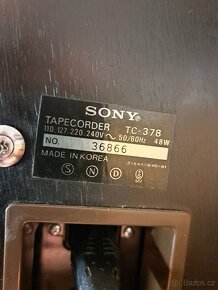 SONY
TAPECORDER TC-378
110, 127, 220, 240V ~ 50/60Hz 48W
NO. 36866
MADE IN KOREA
S N D